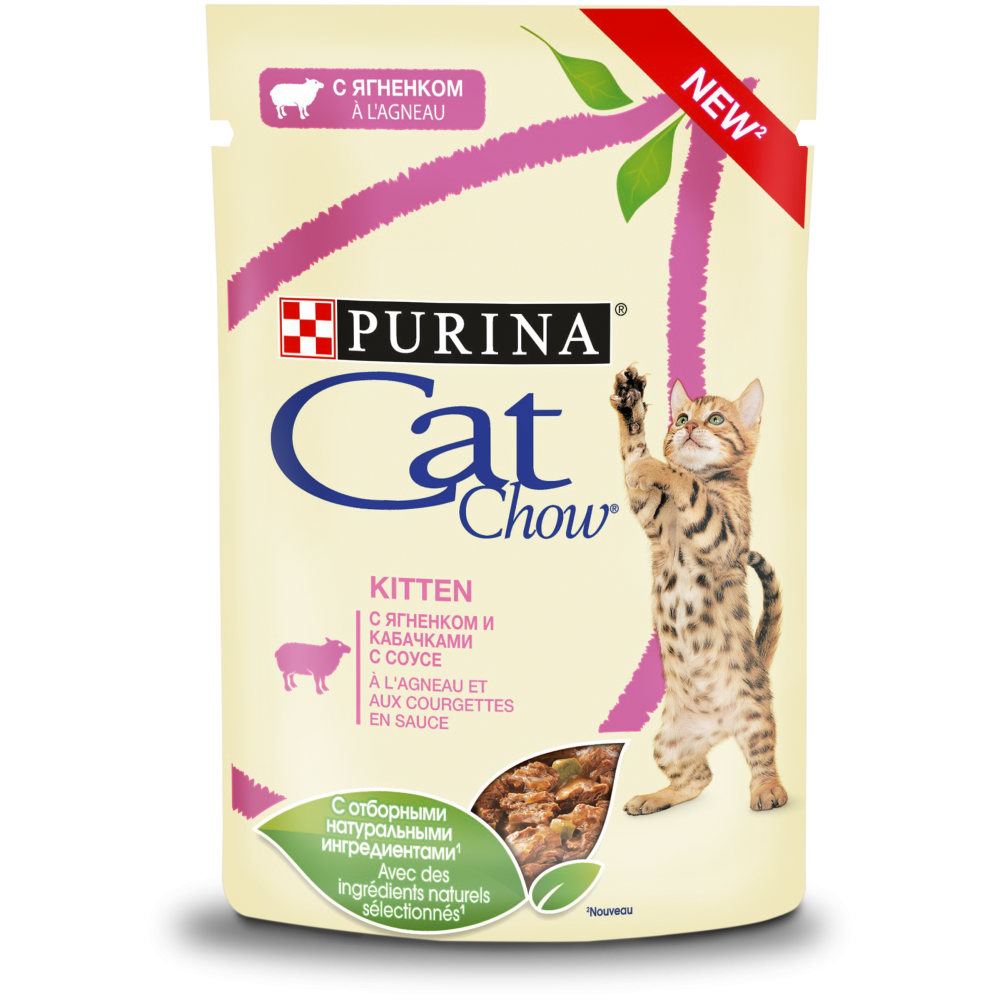 С ЯГНЕНКОМ
À L'AGNEAU
NEW²
PURINA®
Cat
Chow®
KITTEN
С ЯГНЕНКОМ И
КАБАЧКАМИ
С СОУСЕ
À L'AGNEAU ET
AUX COURGETTES
EN SAUCE
С отборными
натуральными
ингредиентами¹
Avec des
ingrédients naturels
sélectionnés¹
²Nouveau